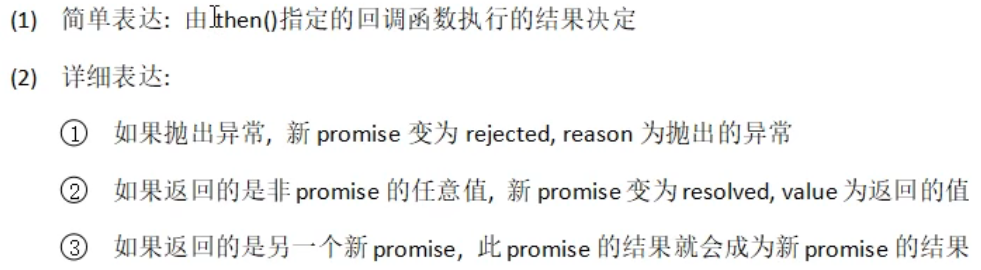 (1) 简单表达: 由.then()指定的回调函数执行的结果决定
(2) 详细表达:
① 如果抛出异常, 新 promise 变为 rejected, reason 为抛出的异常
② 如果返回的是非 promise 的任意值, 新 promise 变为 resolved, value 为返回的值
③ 如果返回的是另一个新 promise, 此 promise 的结果就会成为新 promise 的结果